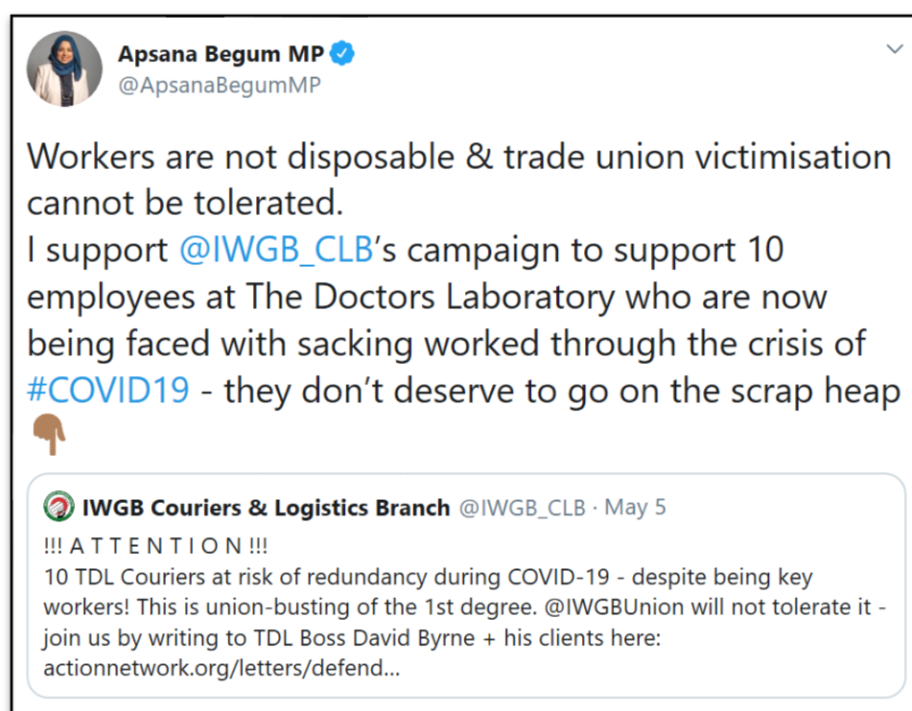 Apsana Begum MP
@ApsanaBegumMP
Workers are not disposable & trade union victimisation
cannot be tolerated.
I support @IWGB_CLB’s campaign to support 10
employees at The Doctors Laboratory who are now
being faced with sacking worked through the crisis of
#COVID19 - they don’t deserve to go on the scrap heap
IWGB Couriers & Logistics Branch @IWGB_CLB · May 5
!!! A T T E N T I O N !!!
10 TDL Couriers at risk of redundancy during COVID-19 - despite being key
workers! This is union-busting of the 1st degree. @IWGBUnion will not tolerate it -
join us by writing to TDL Boss David Byrne + his clients here:
actionnetwork.org/letters/defend...